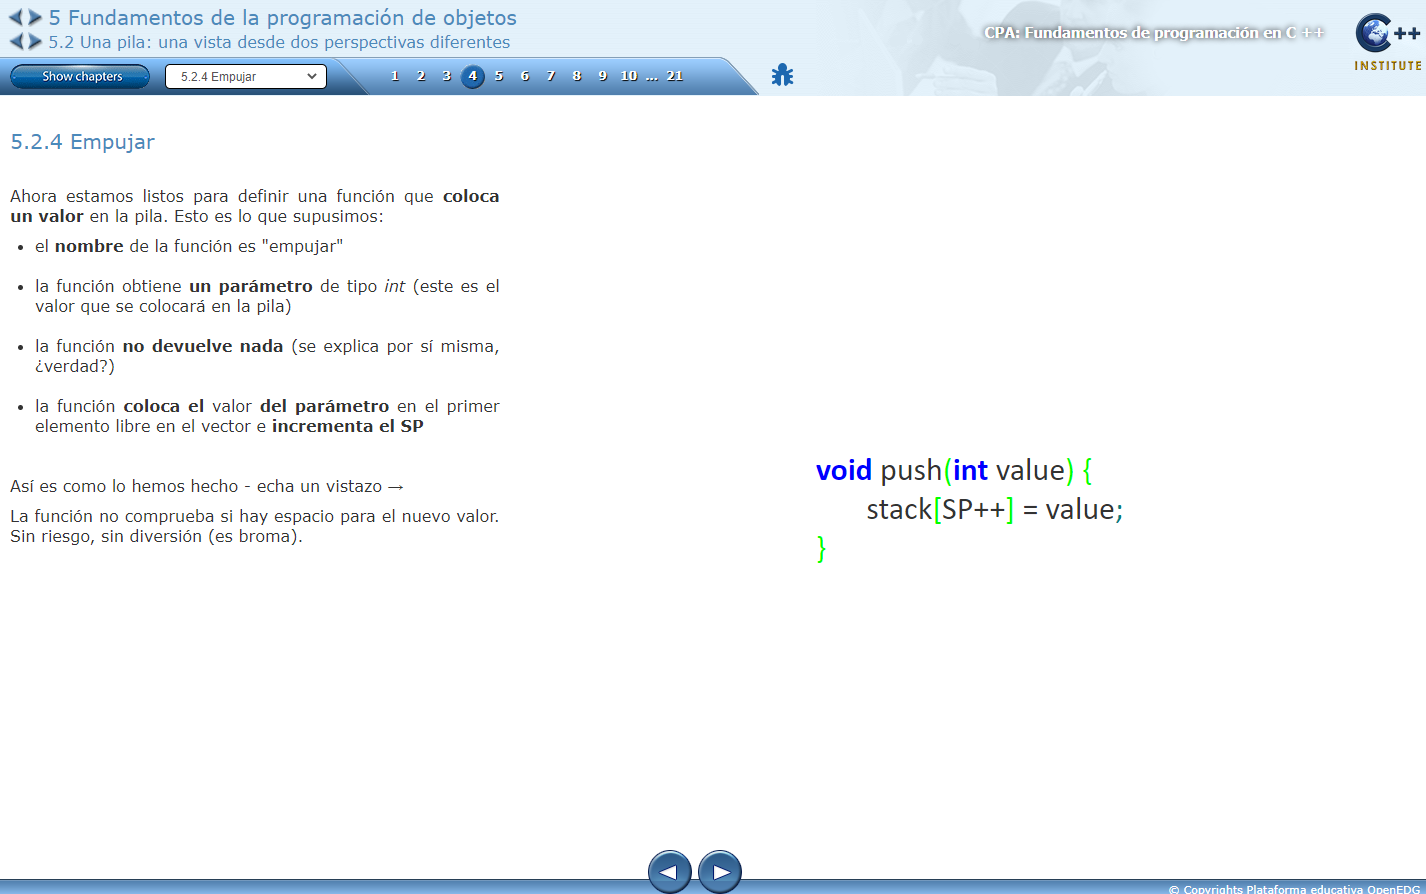 5 Fundamentos de la programación de objetos
5.2 Una pila: una vista desde dos perspectivas diferentes
CPA: Fundamentos de programación en C ++
C++
INSTITUTE
Show chapters
5.2.4 Empujar
1 2 3 4 5 6 7 8 9 10 ... 21
5.2.4 Empujar
Ahora estamos listos para definir una función que coloca
un valor en la pila. Esto es lo que supusimos:
• el nombre de la función es "empujar"
• la función obtiene un parámetro de tipo int (este es el
valor que se colocará en la pila)
• la función no devuelve nada (se explica por sí misma,
¿verdad?)
• la función coloca el valor del parámetro en el primer
elemento libre en el vector e incrementa el SP
Así es como lo hemos hecho - echa un vistazo →
La función no comprueba si hay espacio para el nuevo valor.
Sin riesgo, sin diversión (es broma).
void push(int value) {
stack[SP++] = value;
}
© Copyrights Plataforma educativa OpenEDG